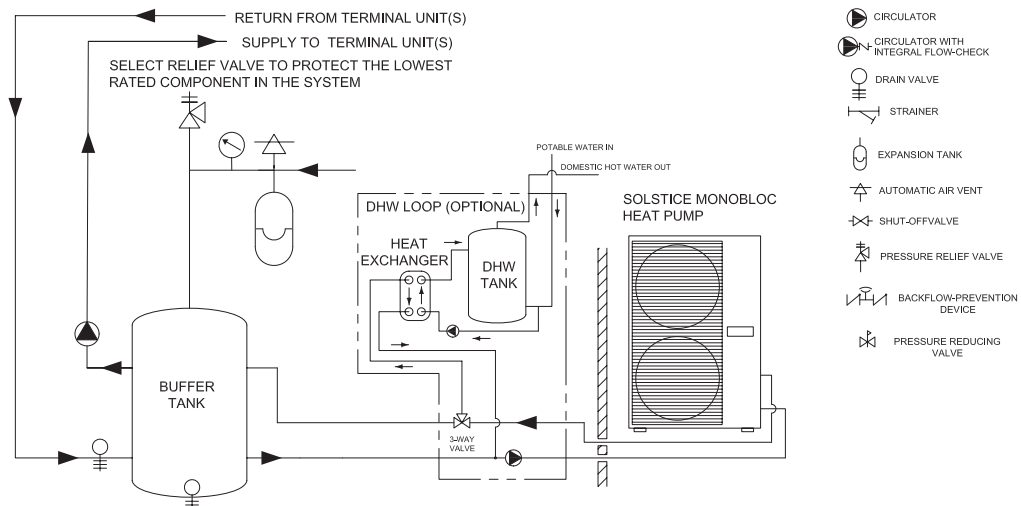 RETURN FROM TERMINAL UNIT(S)
SUPPLY TO TERMINAL UNIT(S)
SELECT RELIEF VALVE TO PROTECT THE LOWEST
RATED COMPONENT IN THE SYSTEM
POTABLE WATER IN
DOMESTIC HOT WATER OUT
DHW LOOP (OPTIONAL)
HEAT
EXCHANGER
DHW
TANK
SOLSTICE MONOBLOC
HEAT PUMP
BUFFER
TANK
3-WAY
VALVE
CIRCULATOR
CIRCULATOR WITH
INTEGRAL FLOW-CHECK
DRAIN VALVE
STRAINER
EXPANSION TANK
AUTOMATIC AIR VENT
SHUT-OFFVALVE
PRESSURE RELIEF VALVE
BACKFLOW-PREVENTION
DEVICE
PRESSURE REDUCING
VALVE